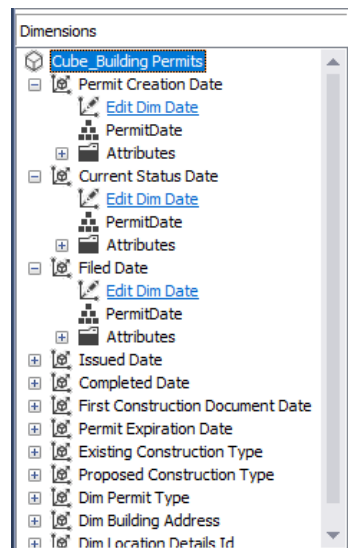 Dimensions
Cube_Building Permits
Permit Creation Date
Edit Dim Date
PermitDate
Attributes
Current Status Date
Edit Dim Date
PermitDate
Attributes
Filed Date
Edit Dim Date
PermitDate
Attributes
Issued Date
Completed Date
First Construction Document Date
Permit Expiration Date
Existing Construction Type
Proposed Construction Type
Dim Permit Type
Dim Building Address
Dim Location Details Id